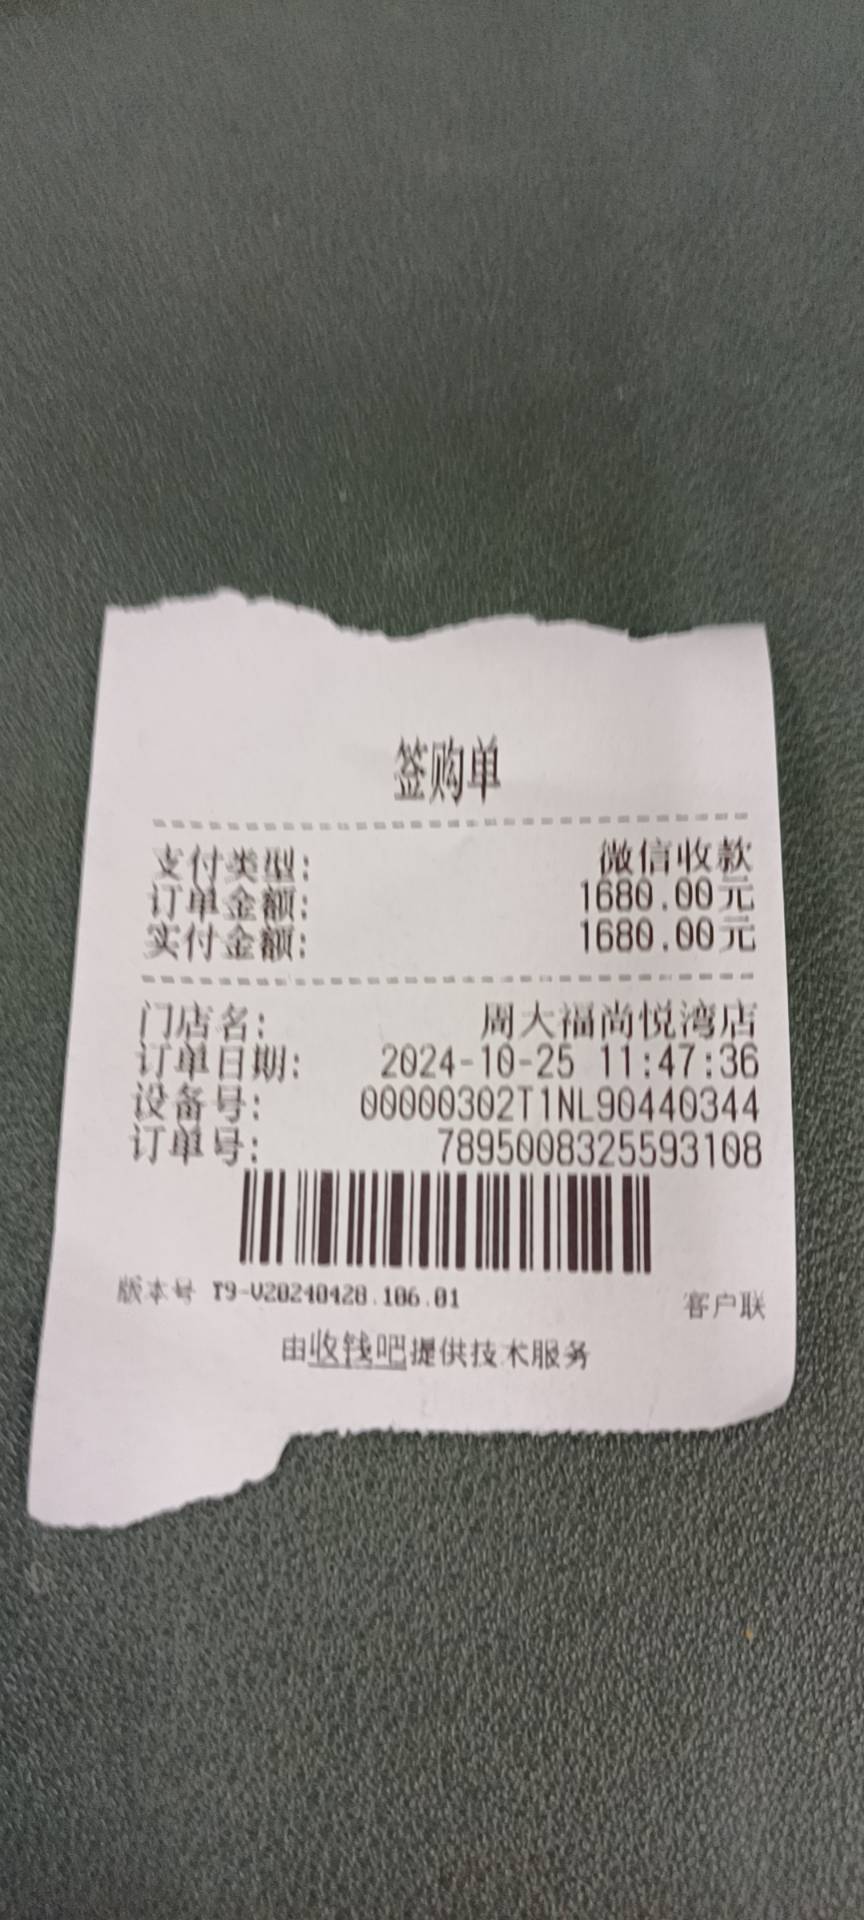 签购单
支付类型: 微信收款
订单金额: 1680.00元
实付金额: 1680.00元
门店名: 周大福尚悦湾店
订单日期: 2024-10-25 11:47:36
设备号: 00000302T1NL90440344
订单号: 7895008325593108
版本号 T9-V20240428.106.01 客户联
由收钱吧提供技术服务